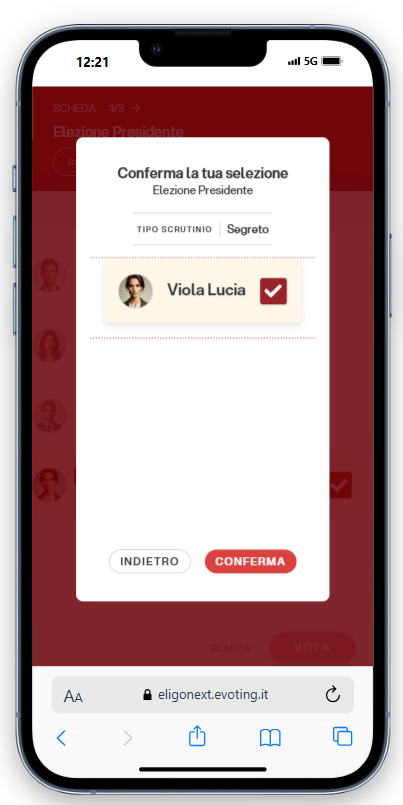 12:21
5G
SCHEDA 1/3 →
Elezione Presidente
Conferma la tua selezione
Elezione Presidente
TIPO SCRUTINIO Segreto
Viola Lucia
INDIETRO CONFERMA
Bianca VOTA
AA eligonext.evoting.it